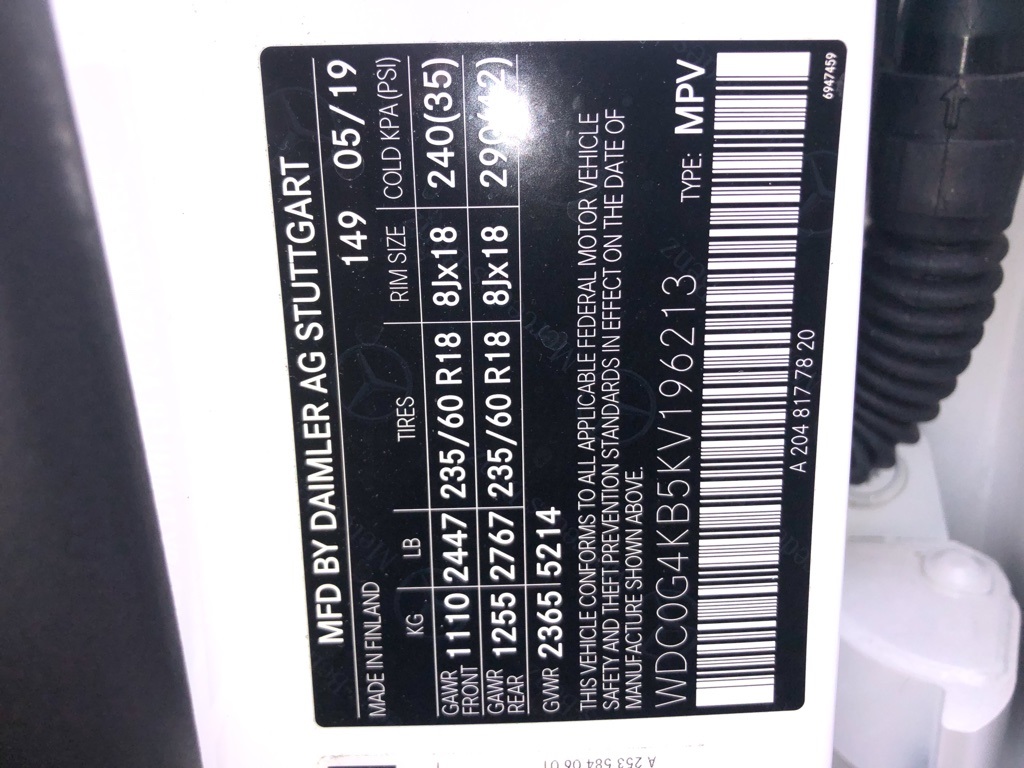 MFD BY DAIMLER AG STUTTGART
MADE IN FINLAND 149 05/19
KG LB TIRES RIM SIZE COLD KPA (PSI)
GAWR FRONT 1110 2447 235/60 R18 8Jx18 240(35)
GAWR REAR 1255 2767 235/60 R18 8Jx18 290(42)
GVWR 2365 5214
THIS VEHICLE CONFORMS TO ALL APPLICABLE FEDERAL MOTOR VEHICLE
SAFETY AND THEFT PREVENTION STANDARDS IN EFFECT ON THE DATE OF
MANUFACTURE SHOWN ABOVE.
WDC0G4KB5KV196213 TYPE: MPV
A 204 817 78 20
6947459
A 253 584 06 01